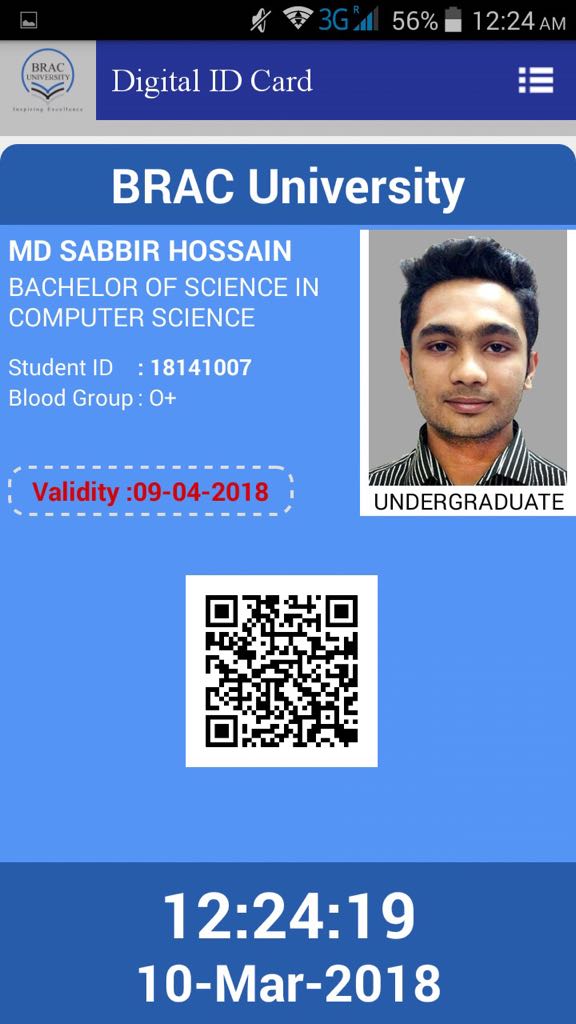 3G R 56% 12:24 AM
BRAC
UNIVERSITY
Inspiring Excellence
Digital ID Card
BRAC University
MD SABBIR HOSSAIN
BACHELOR OF SCIENCE IN
COMPUTER SCIENCE
Student ID : 18141007
Blood Group : O+
Validity :09-04-2018
UNDERGRADUATE
12:24:19
10-Mar-2018